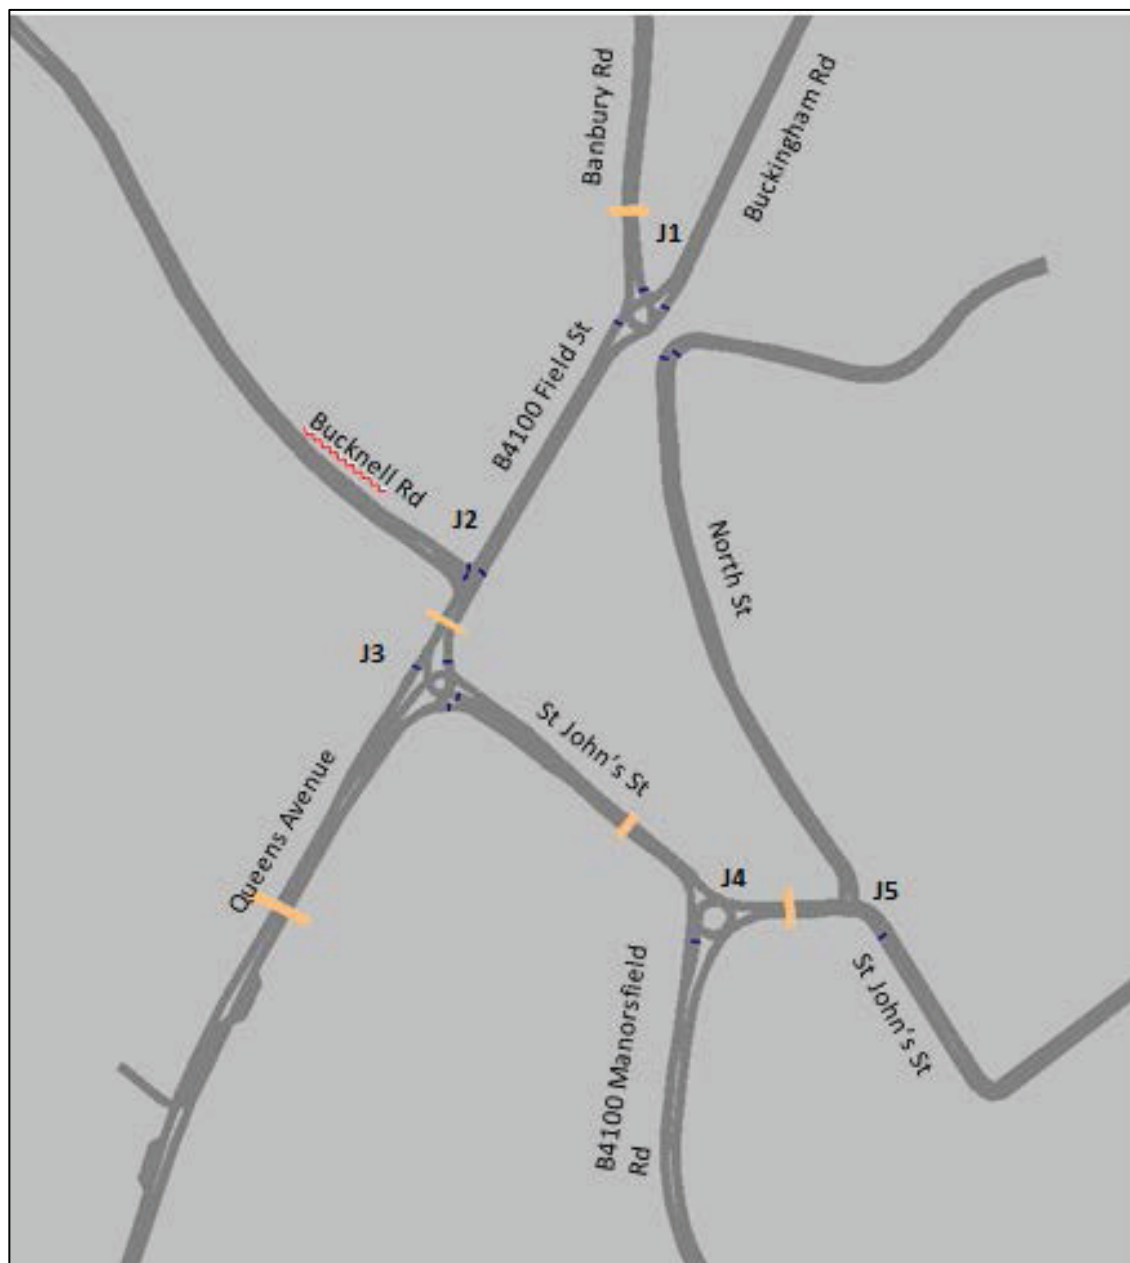 Banbury Rd
Buckingham Rd
J1
B4100 Field St
Bucknell Rd
J2
North St
J3
St John's St
Queens Avenue
J4
J5
B4100 Manorsfield
Rd
St John's St